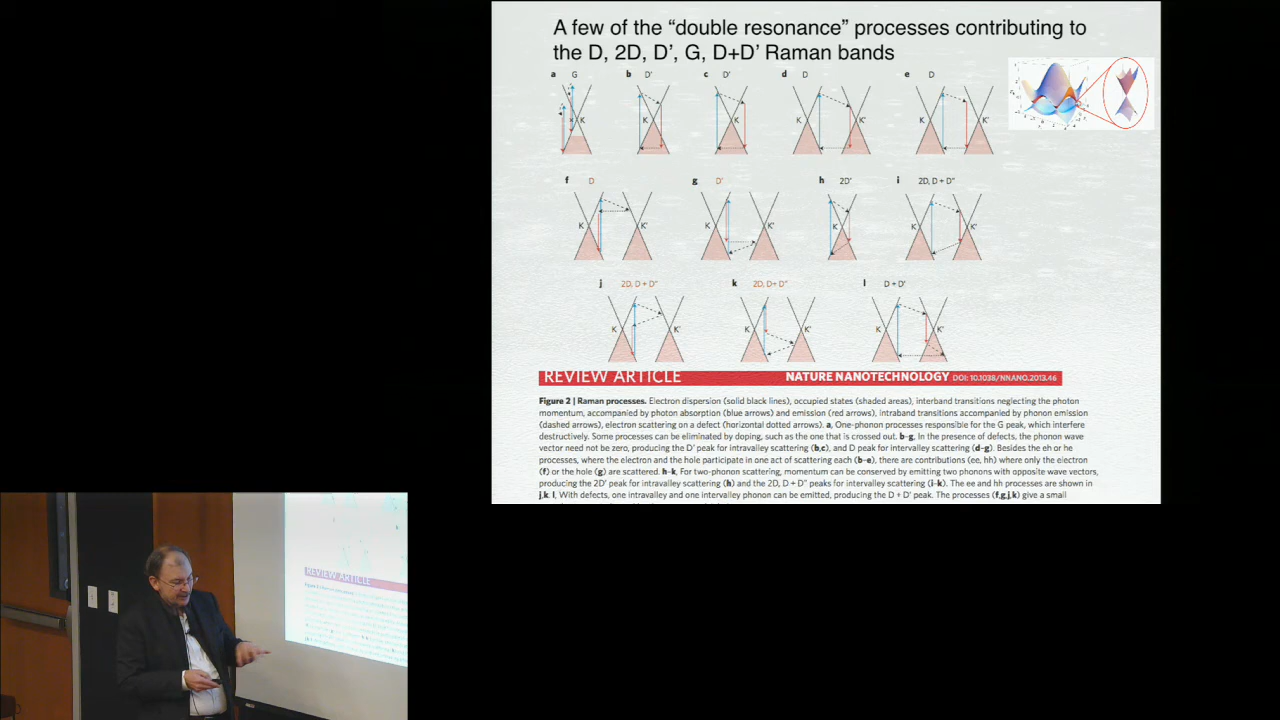 A few of the “double resonance” processes contributing to
the D, 2D, D’, G, D+D’ Raman bands
a G b D’ c D’ d D e D
K K K K K’ K K’
f D g D’ h 2D’ i 2D, D + D”
K K’ K K’ K K K’
j 2D, D + D” k 2D, D+ D” l D + D’
K K’ K K’ K K’
REVIEW ARTICLE NATURE NANOTECHNOLOGY DOI: 10.1038/NNANO.2013.46
Figure 2 | Raman processes. Electron dispersion (solid black lines), occupied states (shaded areas), interband transitions neglecting the photon
momentum, accompanied by photon absorption (blue arrows) and emission (red arrows), intraband transitions accompanied by phonon emission
(dashed arrows), electron scattering on a defect (horizontal dotted arrows). a, One-phonon processes responsible for the G peak, which interfere
destructively. Some processes can be eliminated by doping, such as the one that is crossed out. b–g, In the presence of defects, the phonon wave
vector need not be zero, producing the D’ peak for intravalley scattering (b,c), and D peak for intervalley scattering (d–g). Besides the eh or he
processes, where the electron and the hole participate in one act of scattering each (b–e), there are contributions (ee, hh) where only the electron
(f) or the hole (g) are scattered. h–k, For two-phonon scattering, momentum can be conserved by emitting two phonons with opposite wave vectors,
producing the 2D’ peak for intravalley scattering (h) and the 2D, D + D” peaks for intervalley scattering (i–k). The ee and hh processes are shown in
j,k. l, With defects, one intravalley and one intervalley phonon can be emitted, producing the D + D’ peak. The processes (f,g,j,k) give a small
REVIEW ARTICLE